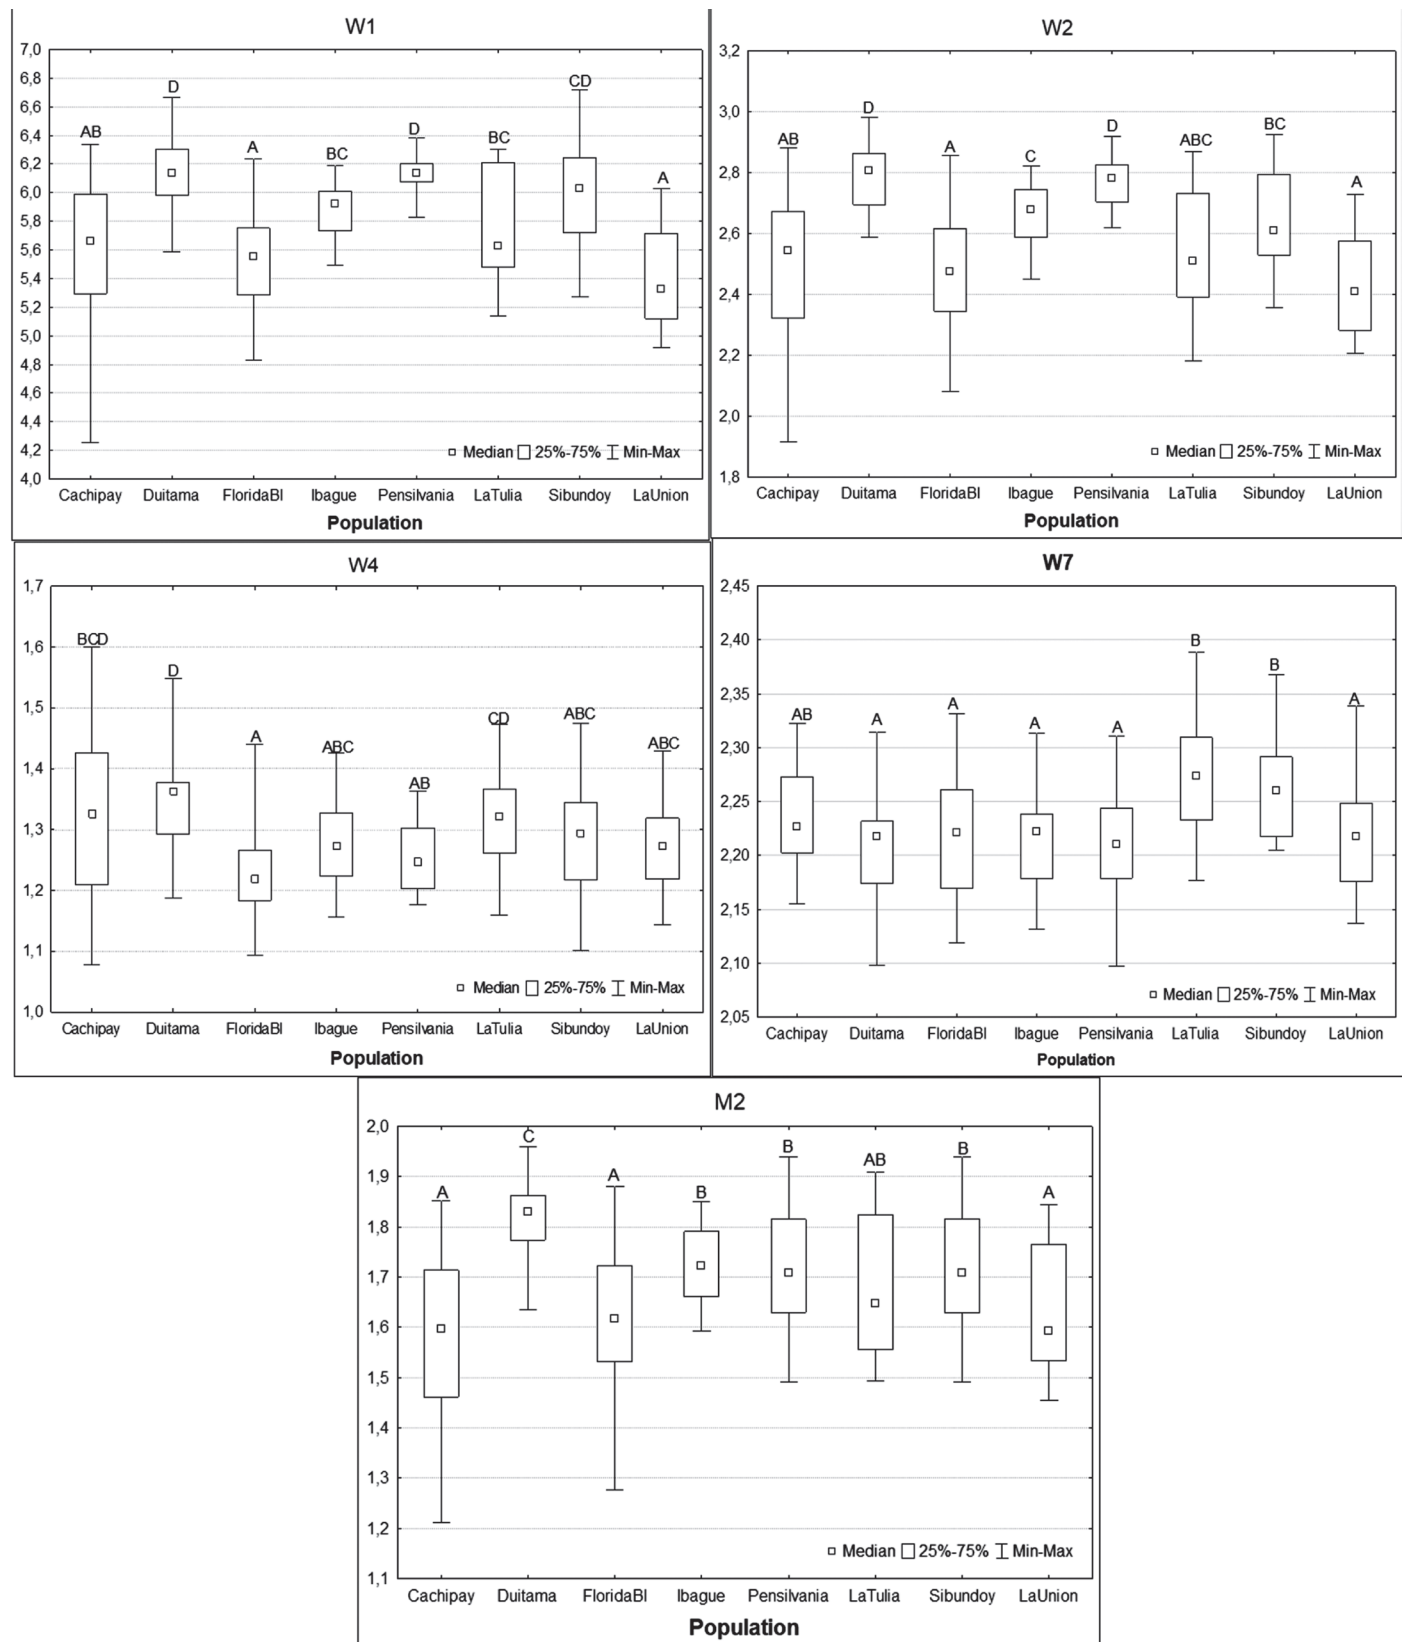 W1
7,0
6,8
6,6
6,4
6,2
6,0
5,8
5,6
5,4
5,2
5,0
4,8
4,6
4,4
4,2
4,0
AB D A BC D BC CD A
Median 25%-75% Min-Max
Cachipay Duitama FloridaBl Ibague Pensilvania LaTulia Sibundoy LaUnion
Population
W2
3,2
3,0
2,8
2,6
2,4
2,2
2,0
1,8
AB D A C D ABC BC A
Median 25%-75% Min-Max
Cachipay Duitama FloridaBl Ibague Pensilvania LaTulia Sibundoy LaUnion
Population
W4
1,7
1,6
1,5
1,4
1,3
1,2
1,1
1,0
BCD D A ABC AB CD ABC ABC
Median 25%-75% Min-Max
Cachipay Duitama FloridaBl Ibague Pensilvania LaTulia Sibundoy LaUnion
Population
W7
2,45
2,40
2,35
2,30
2,25
2,20
2,15
2,10
2,05
AB A A A A B B A
Median 25%-75% Min-Max
Cachipay Duitama FloridaBl Ibague Pensilvania LaTulia Sibundoy LaUnion
Population
M2
2,0
1,9
1,8
1,7
1,6
1,5
1,4
1,3
1,2
1,1
A C A B B AB B A
Median 25%-75% Min-Max
Cachipay Duitama FloridaBl Ibague Pensilvania LaTulia Sibundoy LaUnion
Population